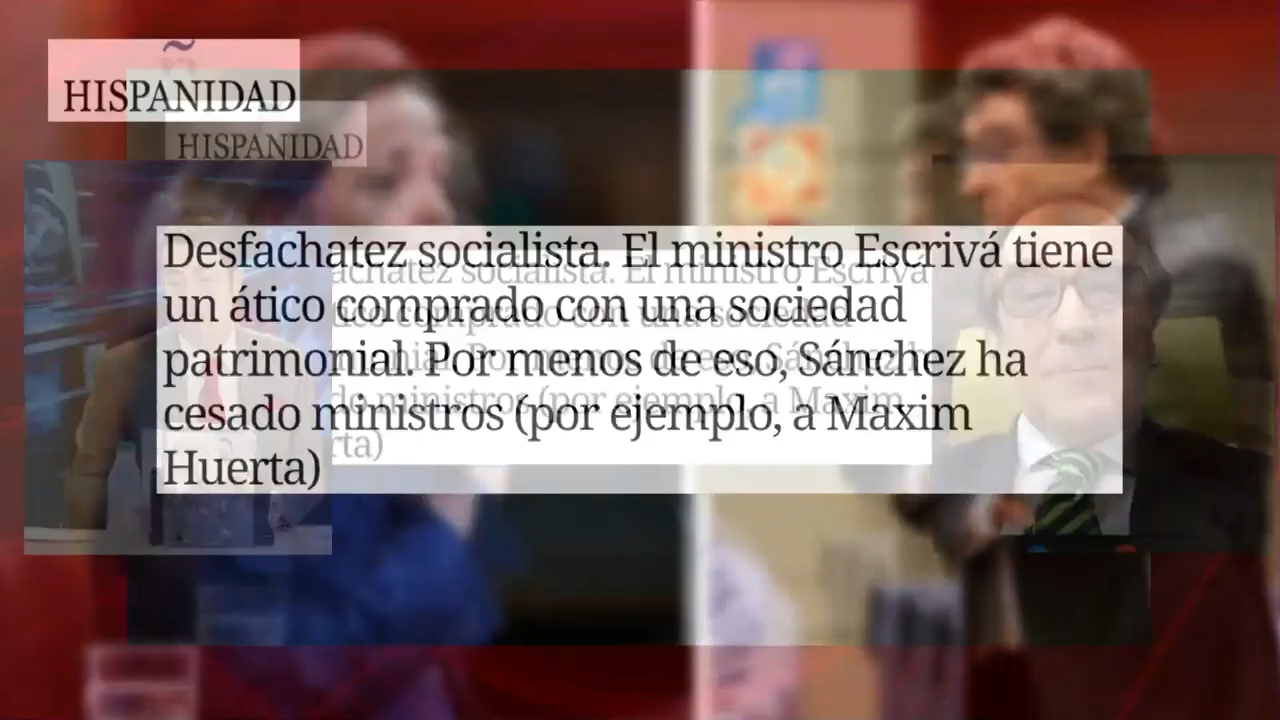 HISPANIDAD
HISPANIDAD
Desfachatez socialista. El ministro Escrivá tiene
un ático comprado con una sociedad
patrimonial. Por menos de eso, Sánchez ha
cesado ministros (por ejemplo, a Maxim
Huerta)